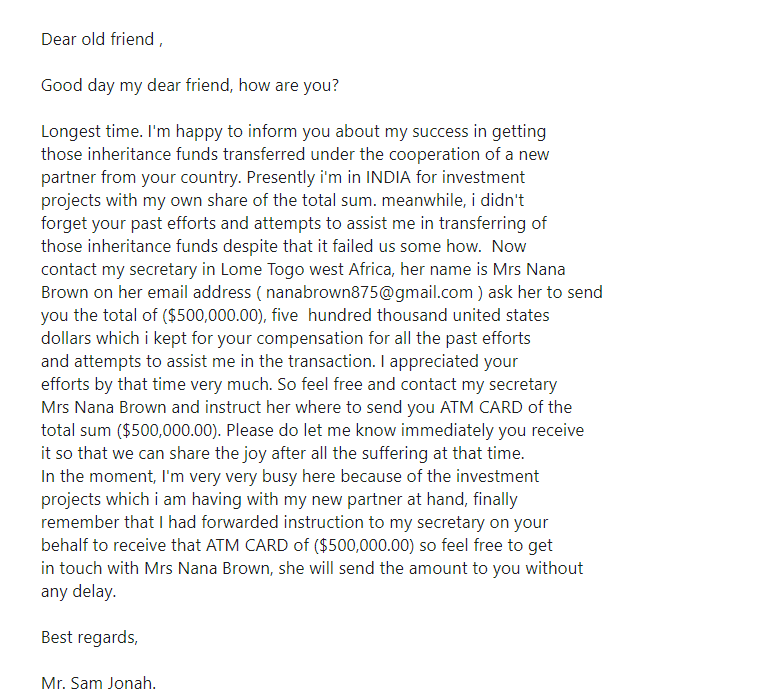 Dear old friend ,
Good day my dear friend, how are you?
Longest time. I'm happy to inform you about my success in getting
those inheritance funds transferred under the cooperation of a new
partner from your country. Presently i'm in INDIA for investment
projects with my own share of the total sum. meanwhile, i didn't
forget your past efforts and attempts to assist me in transferring of
those inheritance funds despite that it failed us some how.  Now
contact my secretary in Lome Togo west Africa, her name is Mrs Nana
Brown on her email address ( nanabrown875@gmail.com ) ask her to send
you the total of ($500,000.00), five  hundred thousand united states
dollars which i kept for your compensation for all the past efforts
and attempts to assist me in the transaction. I appreciated your
efforts by that time very much. So feel free and contact my secretary
Mrs Nana Brown and instruct her where to send you ATM CARD of the
total sum ($500,000.00). Please do let me know immediately you receive
it so that we can share the joy after all the suffering at that time.
In the moment, I'm very very busy here because of the investment
projects which i am having with my new partner at hand, finally
remember that I had forwarded instruction to my secretary on your
behalf to receive that ATM CARD of ($500,000.00) so feel free to get
in touch with Mrs Nana Brown, she will send the amount to you without
any delay.
Best regards,
Mr. Sam Jonah.